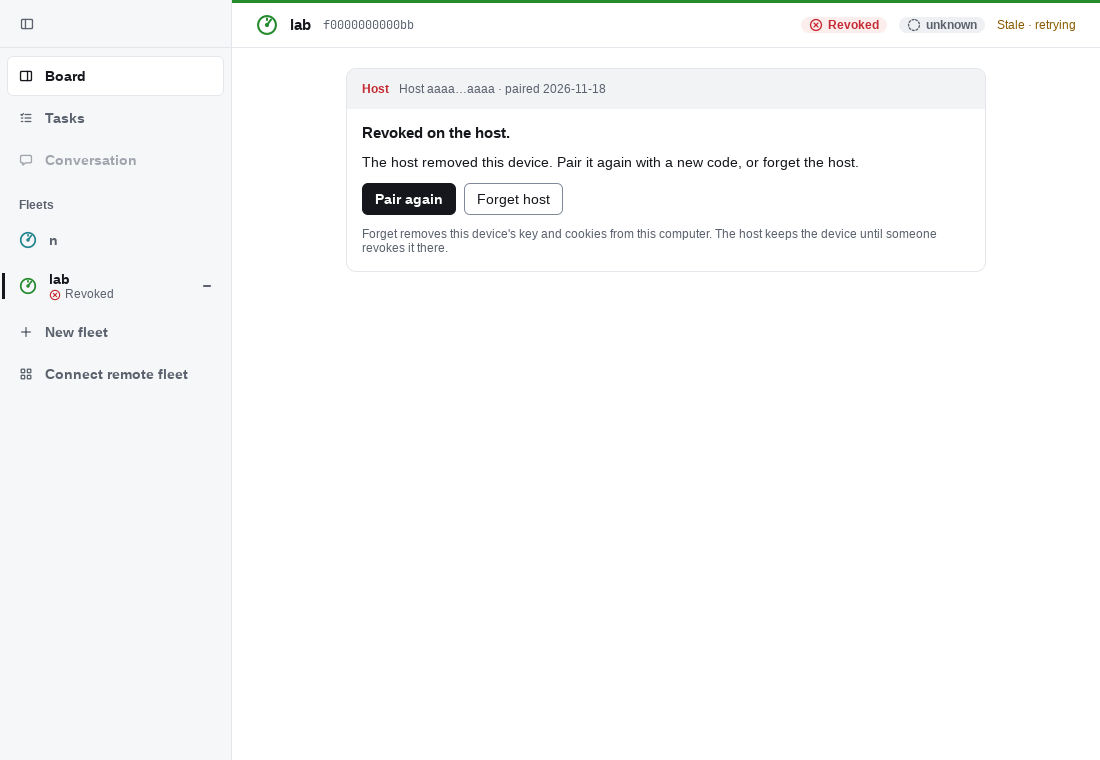 Board
Tasks
Conversation
Fleets
n
lab
Revoked
New fleet
Connect remote fleet
lab f0000000000bb Revoked unknown Stale · retrying
Host Host aaaa…aaaa · paired 2026-11-18
Revoked on the host.
The host removed this device. Pair it again with a new code, or forget the host.
Pair again Forget host
Forget removes this device's key and cookies from this computer. The host keeps the device until someone
revokes it there.